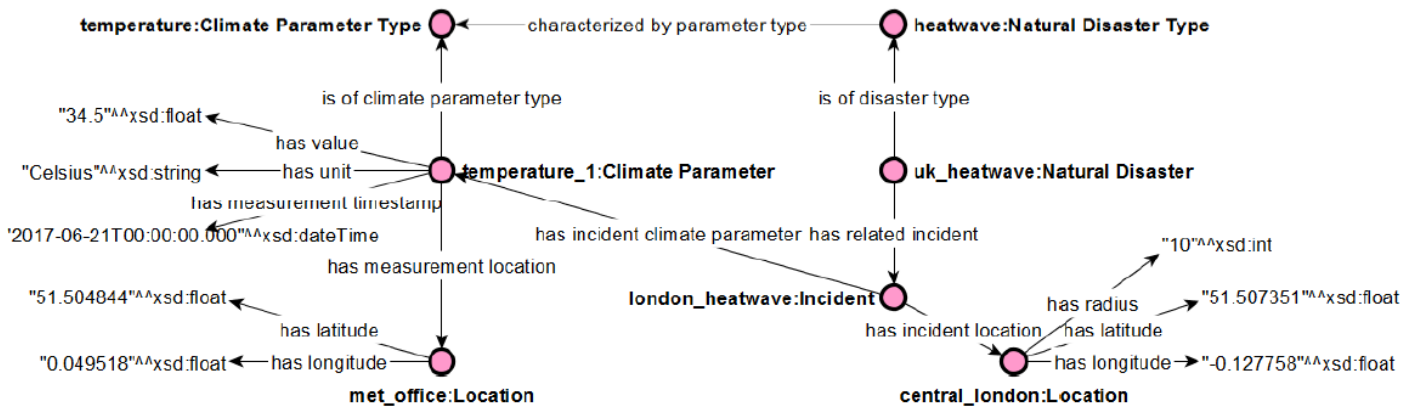 temperature:Climate Parameter Type
characterized by parameter type
heatwave:Natural Disaster Type
is of climate parameter type
is of disaster type
"34.5"^^xsd:float
has value
"Celsius"^^xsd:string
has unit
temperature_1:Climate Parameter
uk_heatwave:Natural Disaster
has measurement timestamp
'2017-06-21T00:00:00.000"^^xsd:dateTime
has incident climate parameter
has related incident
"10"^^xsd:int
has measurement location
"51.504844"^^xsd:float
london_heatwave:Incident
has radius
"51.507351"^^xsd:float
has latitude
has incident location
has latitude
"0.049518"^^xsd:float
has longitude
has longitude
"-0.127758"^^xsd:float
met_office:Location
central_london:Location